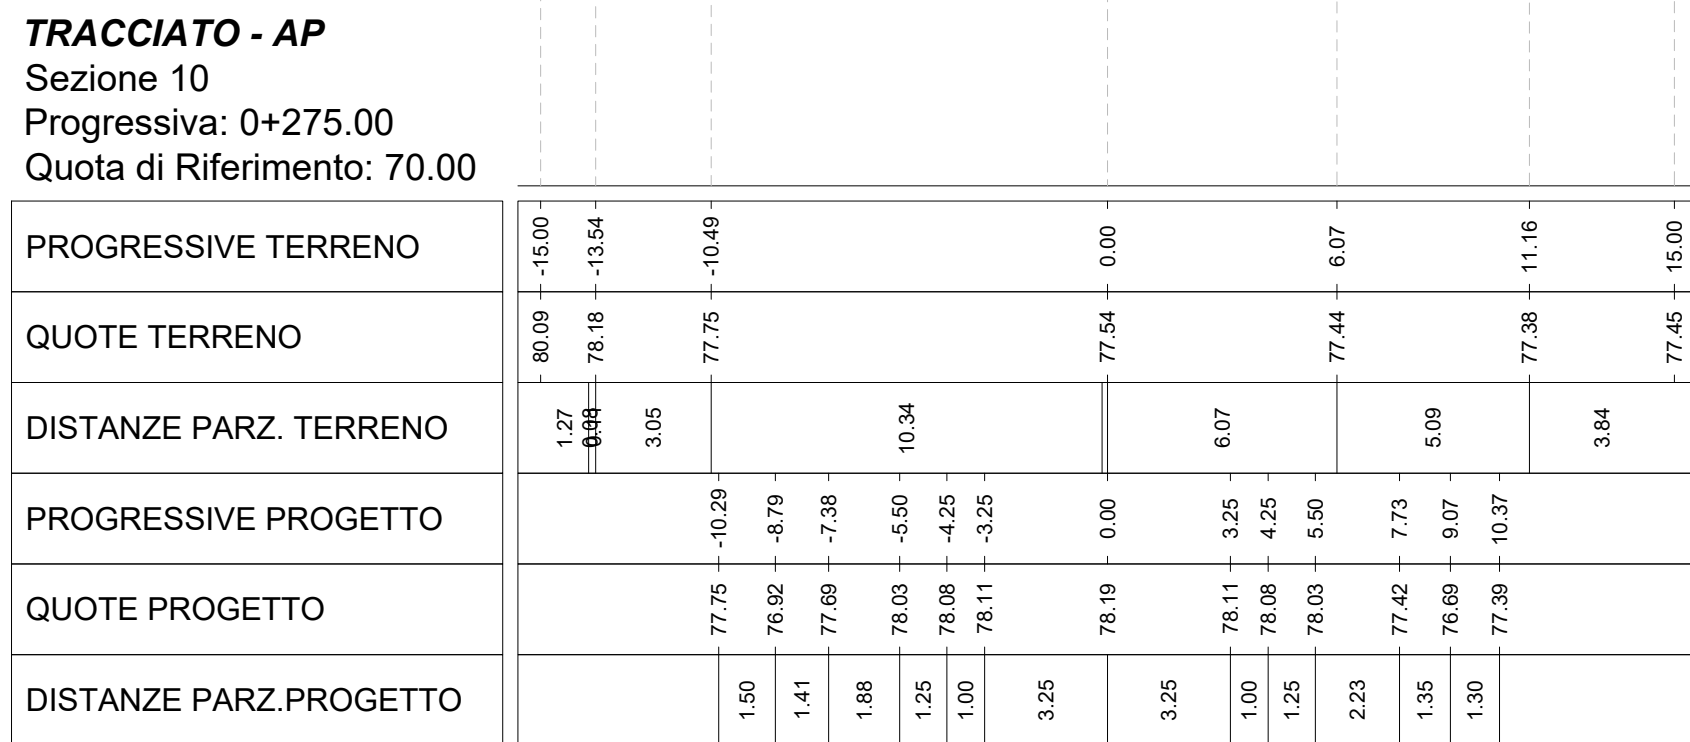 TRACCIATO - AP
Sezione 10
Progressiva: 0+275.00
Quota di Riferimento: 70.00
PROGRESSIVE TERRENO -15.00 -13.54 -10.49 0.00 6.07 11.16 15.00
QUOTE TERRENO 80.09 78.18 77.75 77.54 77.44 77.38 77.45
DISTANZE PARZ. TERRENO 1.27 3.05 10.34 6.07 5.09 3.84
PROGRESSIVE PROGETTO -10.29 -8.79 -7.38 -5.50 -4.25 -3.25 0.00 3.25 4.25 5.50 7.73 9.07 10.37
QUOTE PROGETTO 77.75 76.92 77.69 78.03 78.08 78.11 78.19 78.11 78.08 78.03 77.42 76.69 77.39
DISTANZE PARZ.PROGETTO 1.50 1.41 1.88 1.25 1.00 3.25 3.25 1.00 1.25 2.23 1.35 1.30